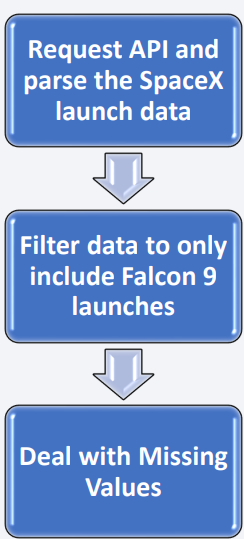 Request API and
parse the SpaceX
launch data
Filter data to only
include Falcon 9
launches
Deal with Missing
Values